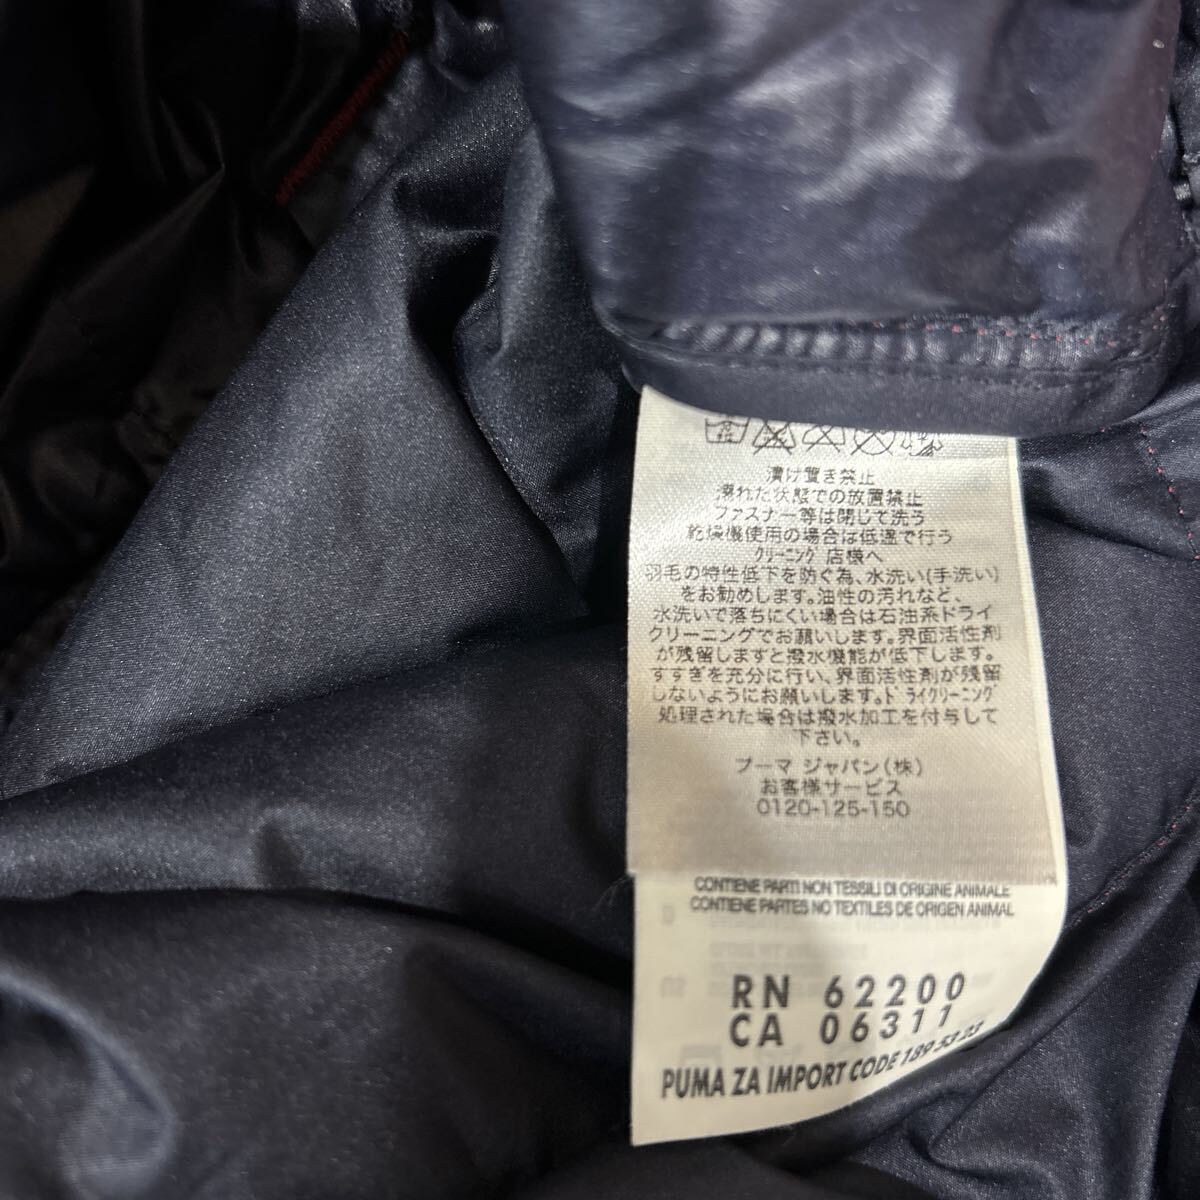 漬け置き禁止
濡れた状態での放置禁止
ファスナー等は閉じて洗う
乾燥機使用の場合は低温で行う
クリーニング 店様へ
羽毛の特性低下を防ぐ為、水洗い(手洗い)
をお勧めします。油性の汚れなど、
水洗いで落ちにくい場合は石油系ドライ
クリーニングでお願いします。界面活性剤
が残留しますと撥水機能が低下します。
すすぎを充分に行い、界面活性剤が残留
しないようにお願いします。ドライクリーニング
処理された場合は撥水加工を付与して
下さい。
プーマ ジャパン(株)
お客様サービス
0120-125-150
CONTIENE PARTI NON TESSILI DI ORIGINE ANIMALE
CONTIENE PARTES NO TEXTILES DE ORIGEN ANIMAL
RN 62200
CA 06311
PUMA ZA IMPORT CODE 189 53 23